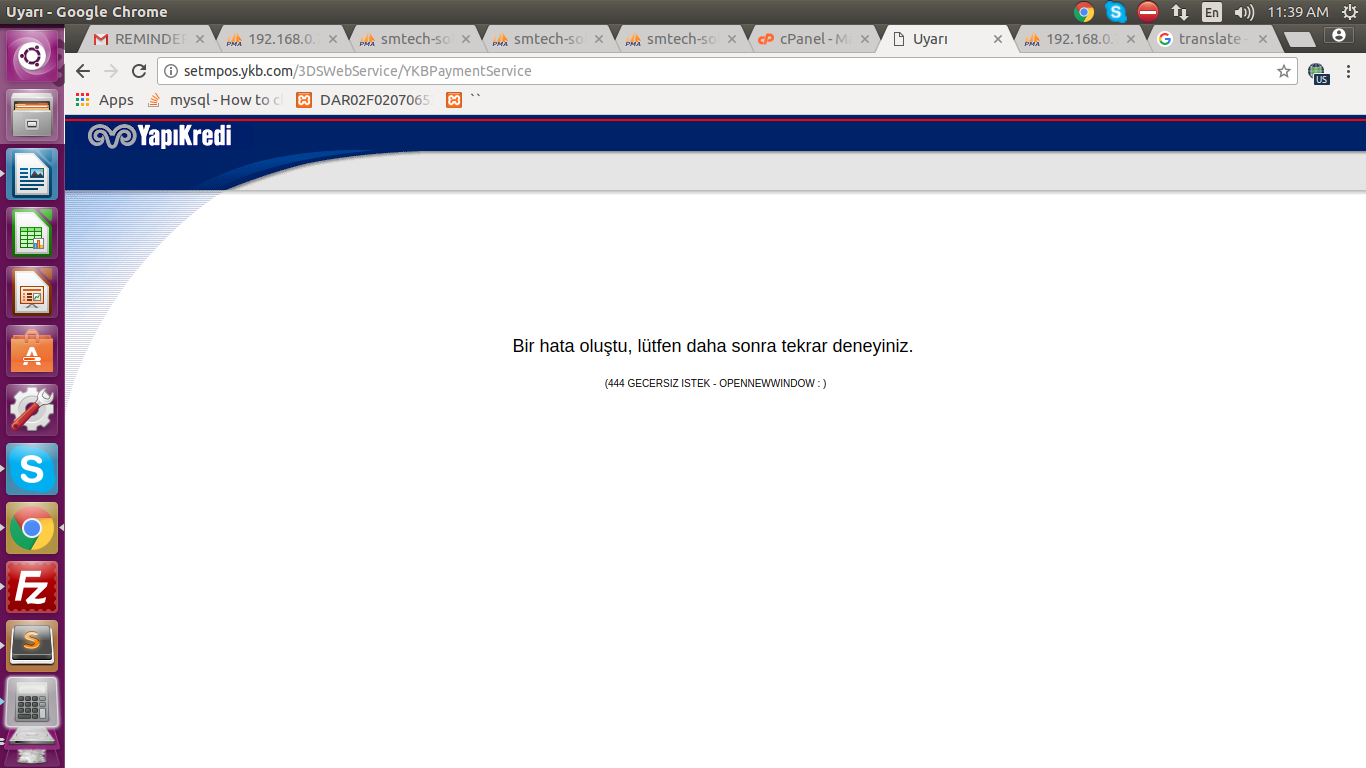 Uyarı - Google Chrome
En
11:39 AM
REMINDER
192.168.0.
smtech-so
smtech-so
smtech-so
cPanel - M
Uyarı
192.168.0.
translate -
setmpos.ykb.com/3DSWebService/YKBPaymentService
US
Apps
mysql - How to c
DAR02F0207065
``
YapıKredi
Bir hata oluştu, lütfen daha sonra tekrar deneyiniz.
(444 GECERSIZ ISTEK - OPENNEWWINDOW : )